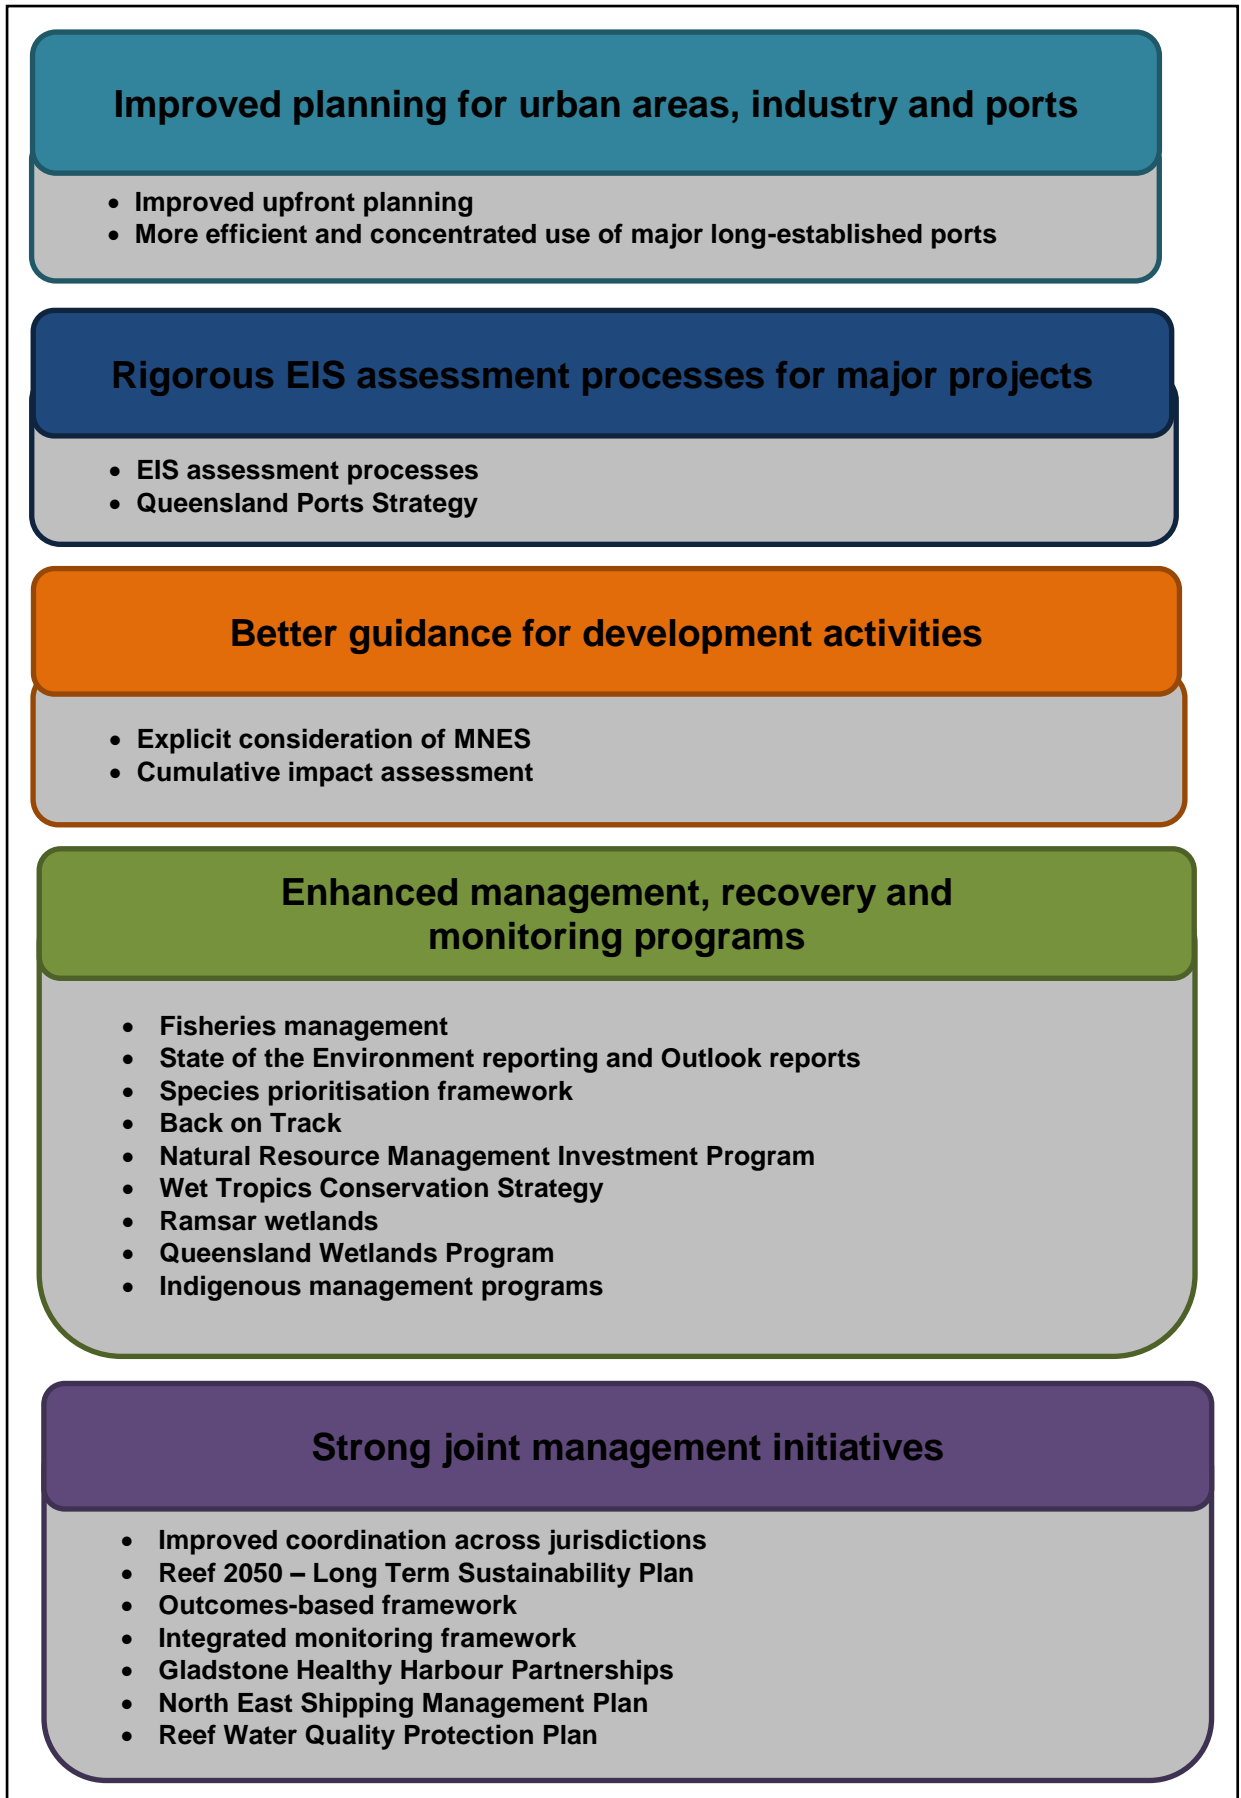 Improved planning for urban areas, industry and ports
• Improved upfront planning
• More efficient and concentrated use of major long-established ports
Rigorous EIS assessment processes for major projects
• EIS assessment processes
• Queensland Ports Strategy
Better guidance for development activities
• Explicit consideration of MNES
• Cumulative impact assessment
Enhanced management, recovery and
monitoring programs
• Fisheries management
• State of the Environment reporting and Outlook reports
• Species prioritisation framework
• Back on Track
• Natural Resource Management Investment Program
• Wet Tropics Conservation Strategy
• Ramsar wetlands
• Queensland Wetlands Program
• Indigenous management programs
Strong joint management initiatives
• Improved coordination across jurisdictions
• Reef 2050 – Long Term Sustainability Plan
• Outcomes-based framework
• Integrated monitoring framework
• Gladstone Healthy Harbour Partnerships
• North East Shipping Management Plan
• Reef Water Quality Protection Plan